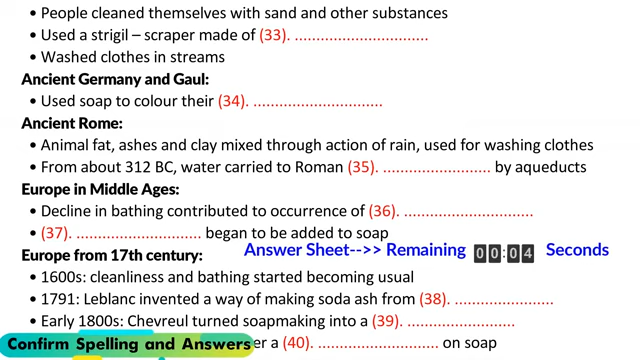 • People cleaned themselves with sand and other substances
• Used a strigil – scraper made of (33). ..............................
• Washed clothes in streams
Ancient Germany and Gaul:
• Used soap to colour their (34). .............................
Ancient Rome:
• Animal fat, ashes and clay mixed through action of rain, used for washing clothes
• From about 312 BC, water carried to Roman (35). ........................ by aqueducts
Europe in Middle Ages:
• Decline in bathing contributed to occurrence of (36). .............................
• (37). ............................ began to be added to soap
Answer Sheet-->> Remaining 00:04 Seconds
Europe from 17th century:
• 1600s: cleanliness and bathing started becoming usual
• 1791: Leblanc invented a way of making soda ash from (38). ......................
• Early 1800s: Chevreul turned soapmaking into a (39). ...............................
Confirm Spelling and Answers
er a (40). ........................... on soap